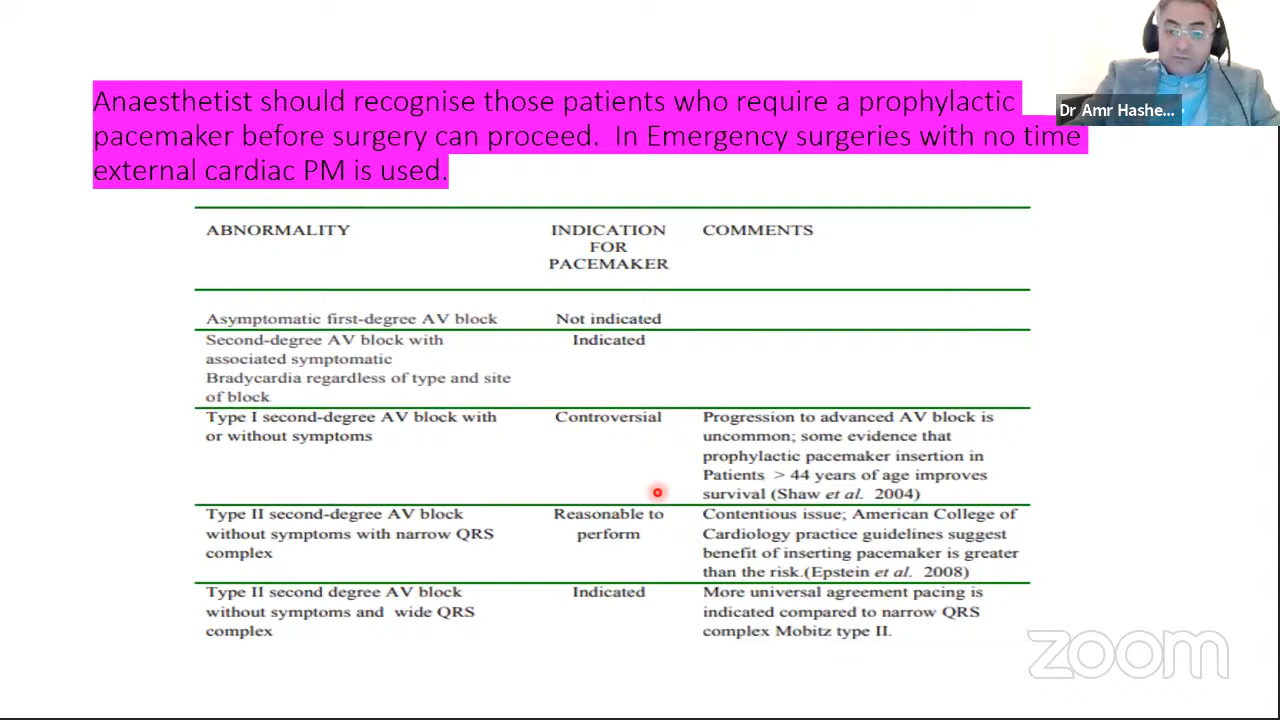 Anaesthetist should recognise those patients who require a prophylactic
pacemaker before surgery can proceed. In Emergency surgeries with no time
external cardiac PM is used.
Dr Amr Hashe...
ABNORMALITY
INDICATION
FOR
PACEMAKER
COMMENTS
Asymptomatic first-degree AV block
Not indicated
Second-degree AV block with
associated symptomatic
Bradycardia regardless of type and site
of block
Indicated
Type I second-degree AV block with
or without symptoms
Controversial
Progression to advanced AV block is
uncommon; some evidence that
prophylactic pacemaker insertion in
Patients > 44 years of age improves
survival (Shaw et al. 2004)
Type II second-degree AV block
without symptoms with narrow QRS
complex
Reasonable to
perform
Contentious issue; American College of
Cardiology practice guidelines suggest
benefit of inserting pacemaker is greater
than the risk.(Epstein et al. 2008)
Type II second degree AV block
without symptoms and wide QRS
complex
Indicated
More universal agreement pacing is
indicated compared to narrow QRS
complex Mobitz type II.
zoom